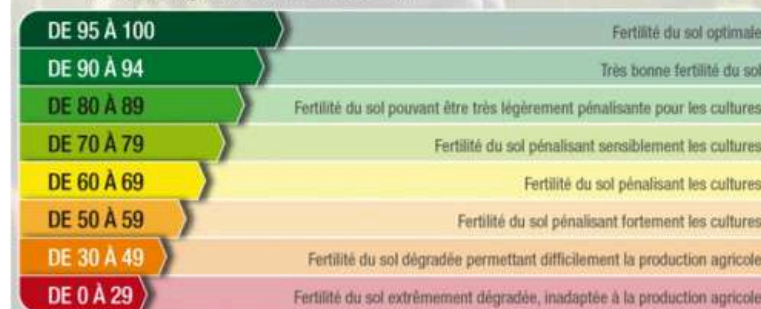 DE 95 À 100 Fertilité du sol optimale
DE 90 À 94 Très bonne fertilité du sol
DE 80 À 89 Fertilité du sol pouvant être très légèrement pénalisante pour les cultures
DE 70 À 79 Fertilité du sol pénalisant sensiblement les cultures
DE 60 À 69 Fertilité du sol pénalisant les cultures
DE 50 À 59 Fertilité du sol pénalisant fortement les cultures
DE 30 À 49 Fertilité du sol dégradée permettant difficilement la production agricole
DE 0 À 29 Fertilité du sol extrêmement dégradée, inadaptée à la production agricole